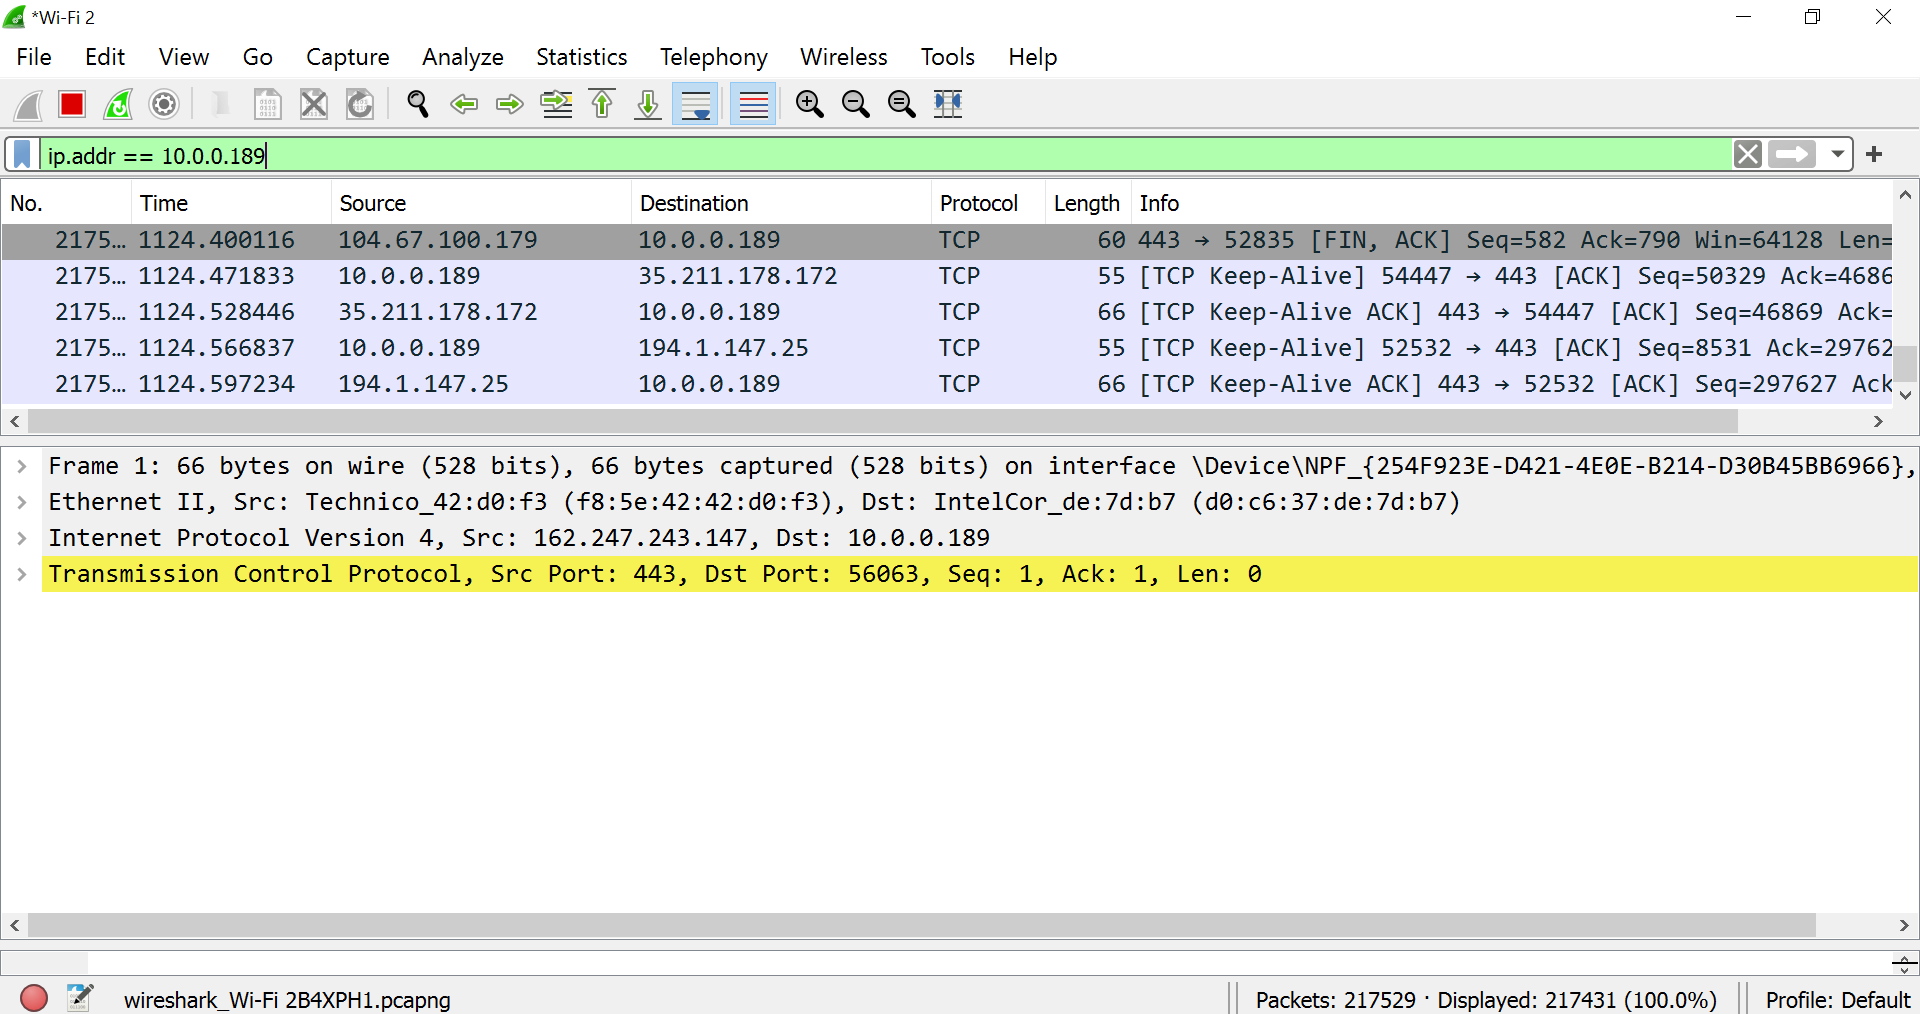 *Wi-Fi 2
File Edit View Go Capture Analyze Statistics Telephony Wireless Tools Help
ip.addr == 10.0.0.189
No. Time Source Destination Protocol Length Info
2175… 1124.400116 104.67.100.179 10.0.0.189 TCP 60 443 → 52835 [FIN, ACK] Seq=582 Ack=790 Win=64128 Len=
2175… 1124.471833 10.0.0.189 35.211.178.172 TCP 55 [TCP Keep-Alive] 54447 → 443 [ACK] Seq=50329 Ack=4686
2175… 1124.528446 35.211.178.172 10.0.0.189 TCP 66 [TCP Keep-Alive ACK] 443 → 54447 [ACK] Seq=46869 Ack=
2175… 1124.566837 10.0.0.189 194.1.147.25 TCP 55 [TCP Keep-Alive] 52532 → 443 [ACK] Seq=8531 Ack=29762
2175… 1124.597234 194.1.147.25 10.0.0.189 TCP 66 [TCP Keep-Alive ACK] 443 → 52532 [ACK] Seq=297627 Ack
Frame 1: 66 bytes on wire (528 bits), 66 bytes captured (528 bits) on interface \Device\NPF_{254F923E-D421-4E0E-B214-D30B45BB6966},
Ethernet II, Src: Technico_42:d0:f3 (f8:5e:42:42:d0:f3), Dst: IntelCor_de:7d:b7 (d0:c6:37:de:7d:b7)
Internet Protocol Version 4, Src: 162.247.243.147, Dst: 10.0.0.189
Transmission Control Protocol, Src Port: 443, Dst Port: 56063, Seq: 1, Ack: 1, Len: 0
wireshark_Wi-Fi 2B4XPH1.pcapng Packets: 217529 · Displayed: 217431 (100.0%) Profile: Default